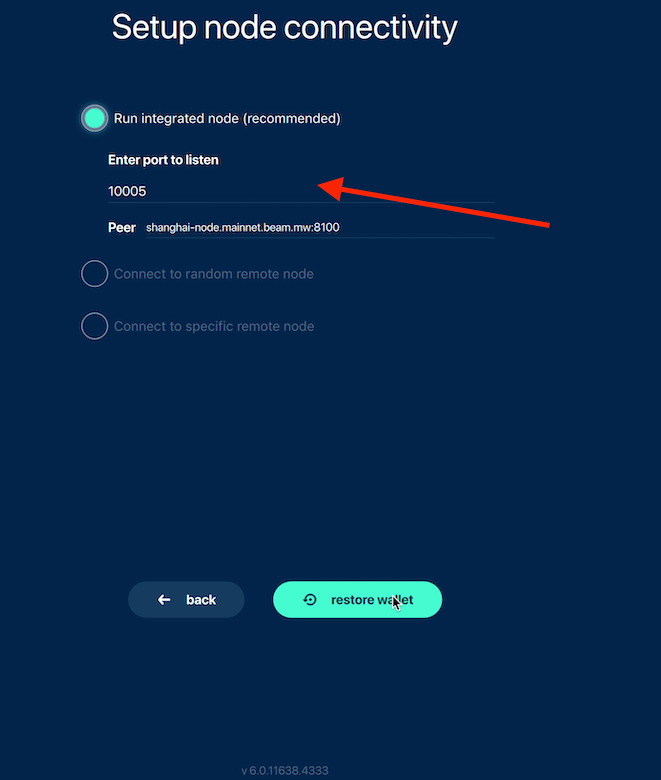 Setup node connectivity
Run integrated node (recommended)
Enter port to listen
10005
Peer shanghai-node.mainnet.beam.mw:8100
Connect to random remote node
Connect to specific remote node
back restore wallet
v 6.0.11638.4333